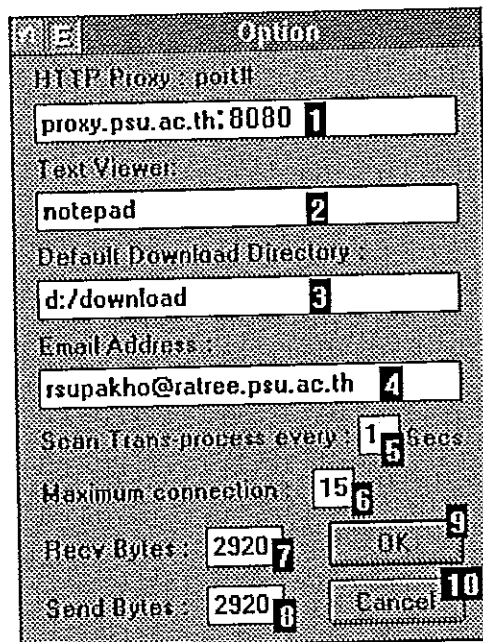 Option
HTTP Proxy : port#
proxy.psu.ac.th:8080 1
Text Viewer:
notepad 2
Default Download Directory :
d:/download 3
Email Address :
rsupakho@ratree.psu.ac.th 4
Scan Trans-process every : 1 5 Secs
Maximum connection : 15 6
Recv Bytes : 2920 7 OK 9
Send Bytes : 2920 8 Cancel 10